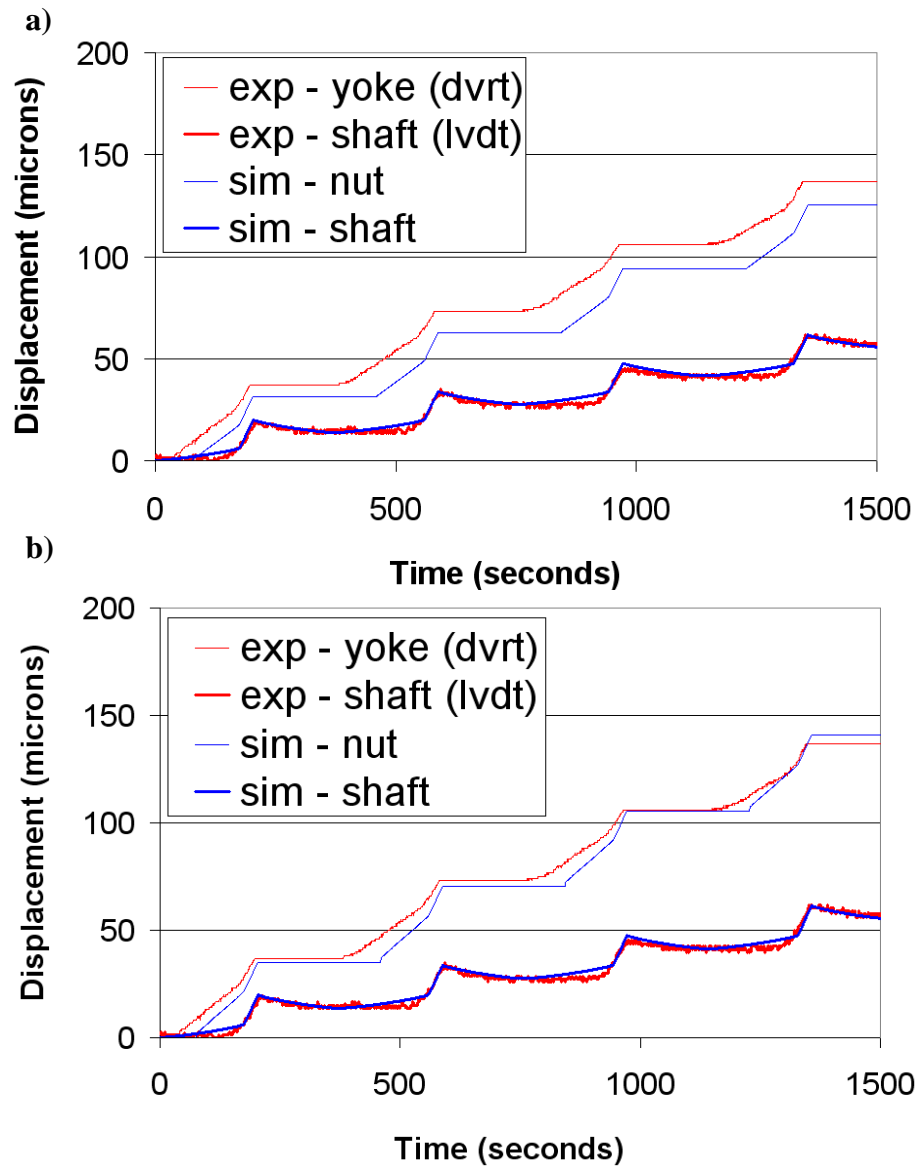 a)
200
150
100
50
0
Displacement (microns)
exp - yoke (dvrt)
exp - shaft (lvdt)
sim - nut
sim - shaft
0 500 1000 1500
Time (seconds)
b)
200
150
100
50
0
Displacement (microns)
exp - yoke (dvrt)
exp - shaft (lvdt)
sim - nut
sim - shaft
0 500 1000 1500
Time (seconds)